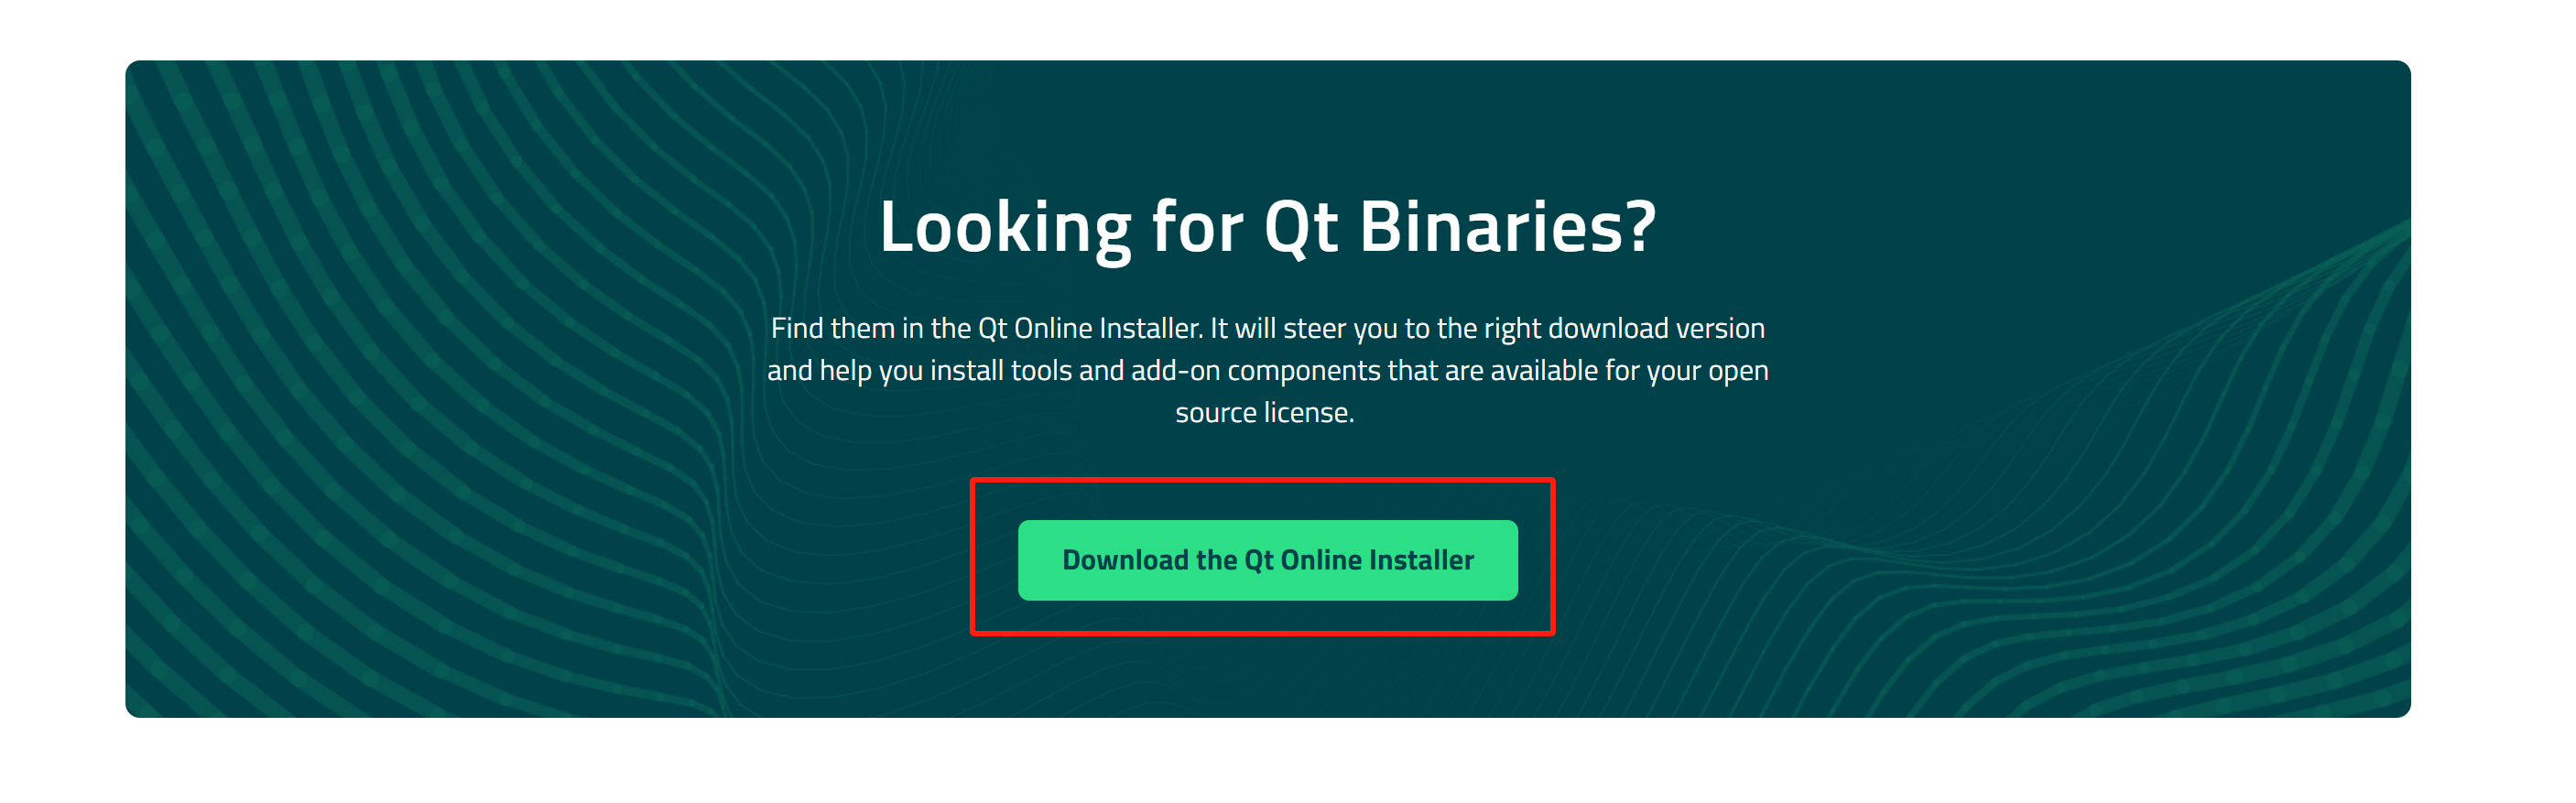 Looking for Qt Binaries?
Find them in the Qt Online Installer. It will steer you to the right download version
and help you install tools and add-on components that are available for your open
source license.
Download the Qt Online Installer